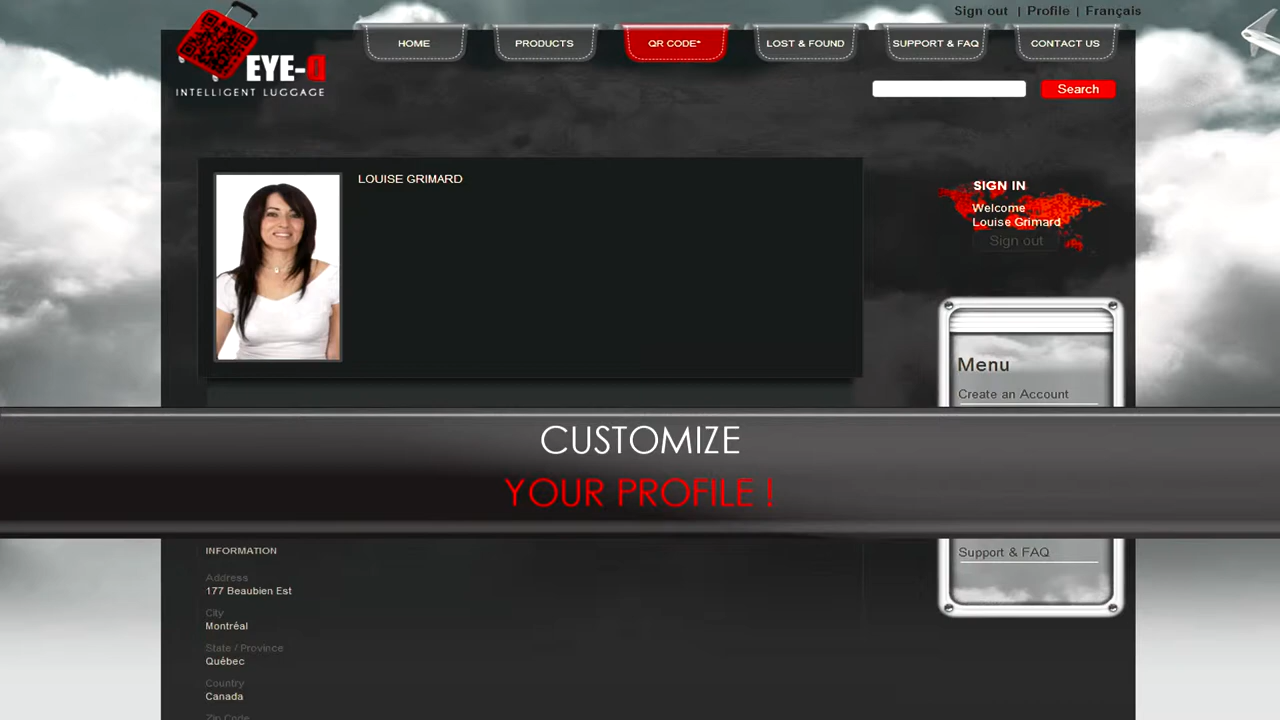 Sign out | Profile | Français
HOME
PRODUCTS
QR CODE*
LOST & FOUND
SUPPORT & FAQ
CONTACT US
EYE-D
INTELLIGENT LUGGAGE
Search
LOUISE GRIMARD
SIGN IN
Welcome
Louise Grimard
Sign out
Menu
Create an Account
CUSTOMIZE
YOUR PROFILE !
Support & FAQ
INFORMATION
Address
177 Beaubien Est
City
Montréal
State / Province
Québec
Country
Canada
Zip Code